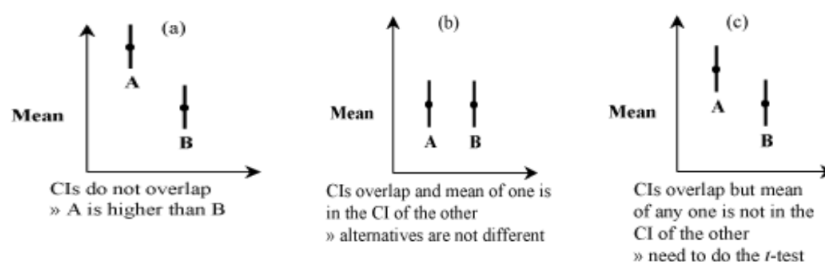 (a)
A
B
Mean
CIs do not overlap
» A is higher than B
(b)
Mean
A B
CIs overlap and mean of one is
in the CI of the other
» alternatives are not different
(c)
A
Mean
B
CIs overlap but mean
of any one is not in the
CI of the other
» need to do the t-test